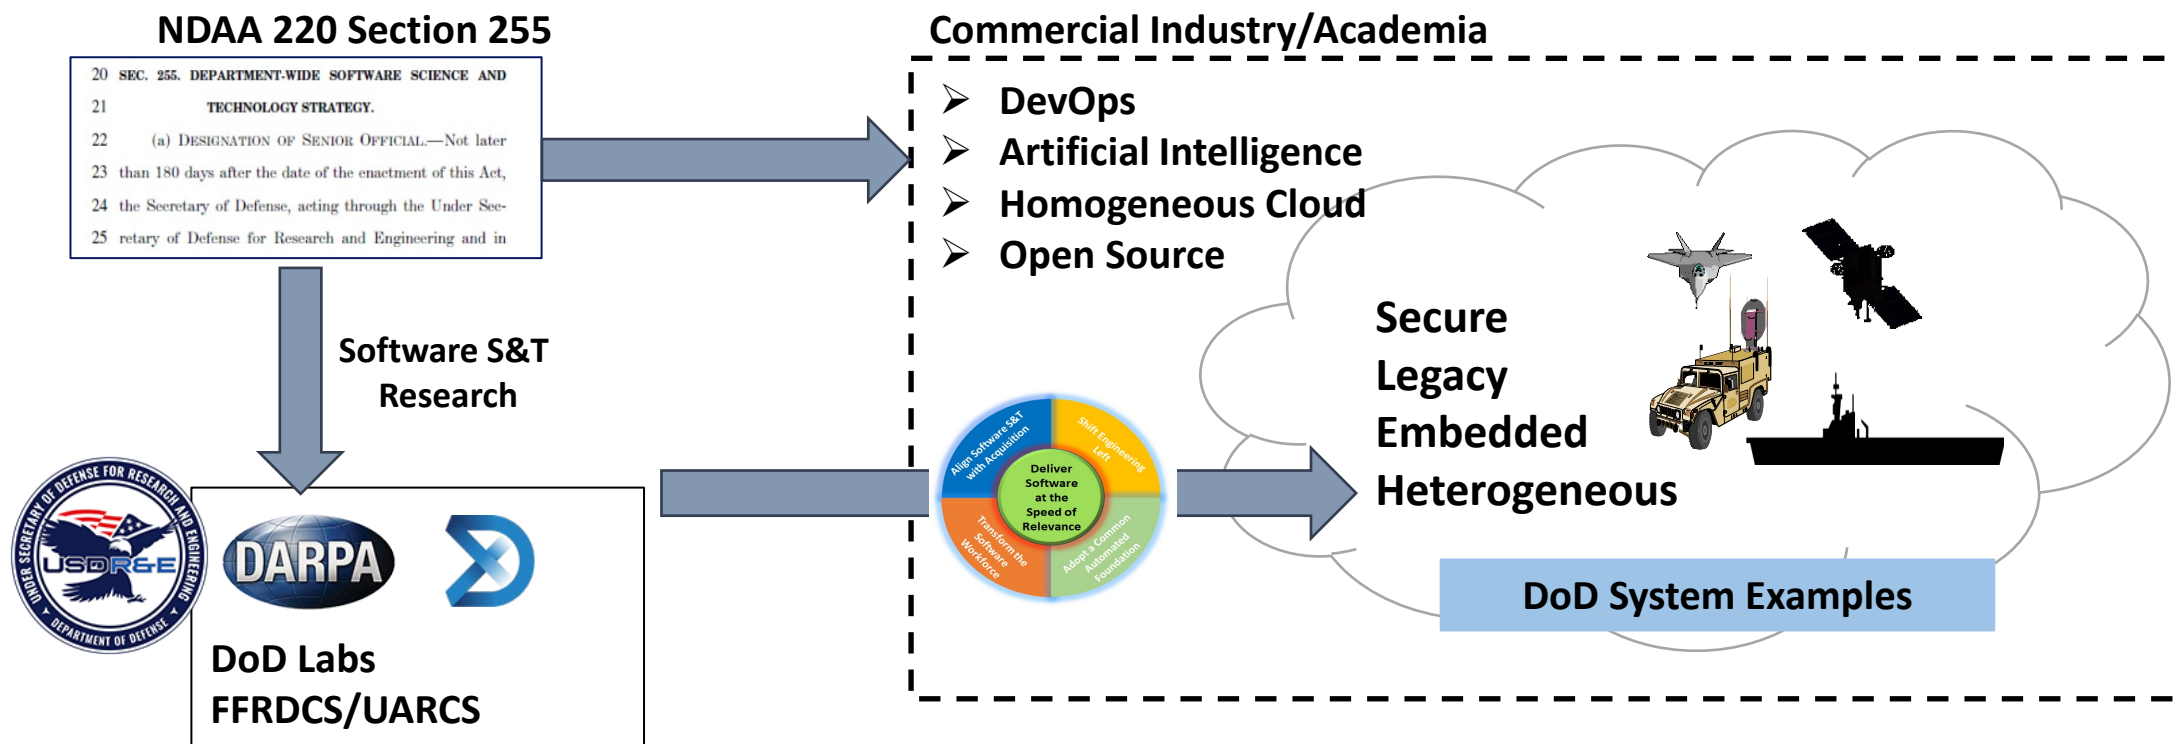 NDAA 220 Section 255
20 SEC. 255. DEPARTMENT-WIDE SOFTWARE SCIENCE AND
21 TECHNOLOGY STRATEGY.
22 (a) DESIGNATION OF SENIOR OFFICIAL.—Not later
23 than 180 days after the date of the enactment of this Act,
24 the Secretary of Defense, acting through the Under Sec-
25 retary of Defense for Research and Engineering and in
Software S&T
Research
UNDER SECRETARY OF DEFENSE FOR RESEARCH AND ENGINEERING
USDR&E
DEPARTMENT OF DEFENSE
DARPA
DoD Labs
FFRDCS/UARCS
Commercial Industry/Academia
➢ DevOps
➢ Artificial Intelligence
➢ Homogeneous Cloud
➢ Open Source
Align Software S&T
with Acquisition
Shift Engineering
Left
Deliver
Software
at the
Speed of
Relevance
Transform the
Software
Workforce
Adopt a Common
Automated
Foundation
Secure
Legacy
Embedded
Heterogeneous
DoD System Examples